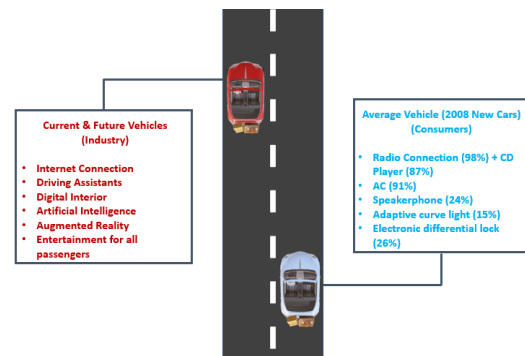 Current & Future Vehicles
(Industry)
• Internet Connection
• Driving Assistants
• Digital Interior
• Artificial Intelligence
• Augmented Reality
• Entertainment for all
passengers
Average Vehicle (2008 New Cars)
(Consumers)
• Radio Connection (98%) + CD
Player (87%)
• AC (91%)
• Speakerphone (24%)
• Adaptive curve light (15%)
• Electronic differential lock
(26%)